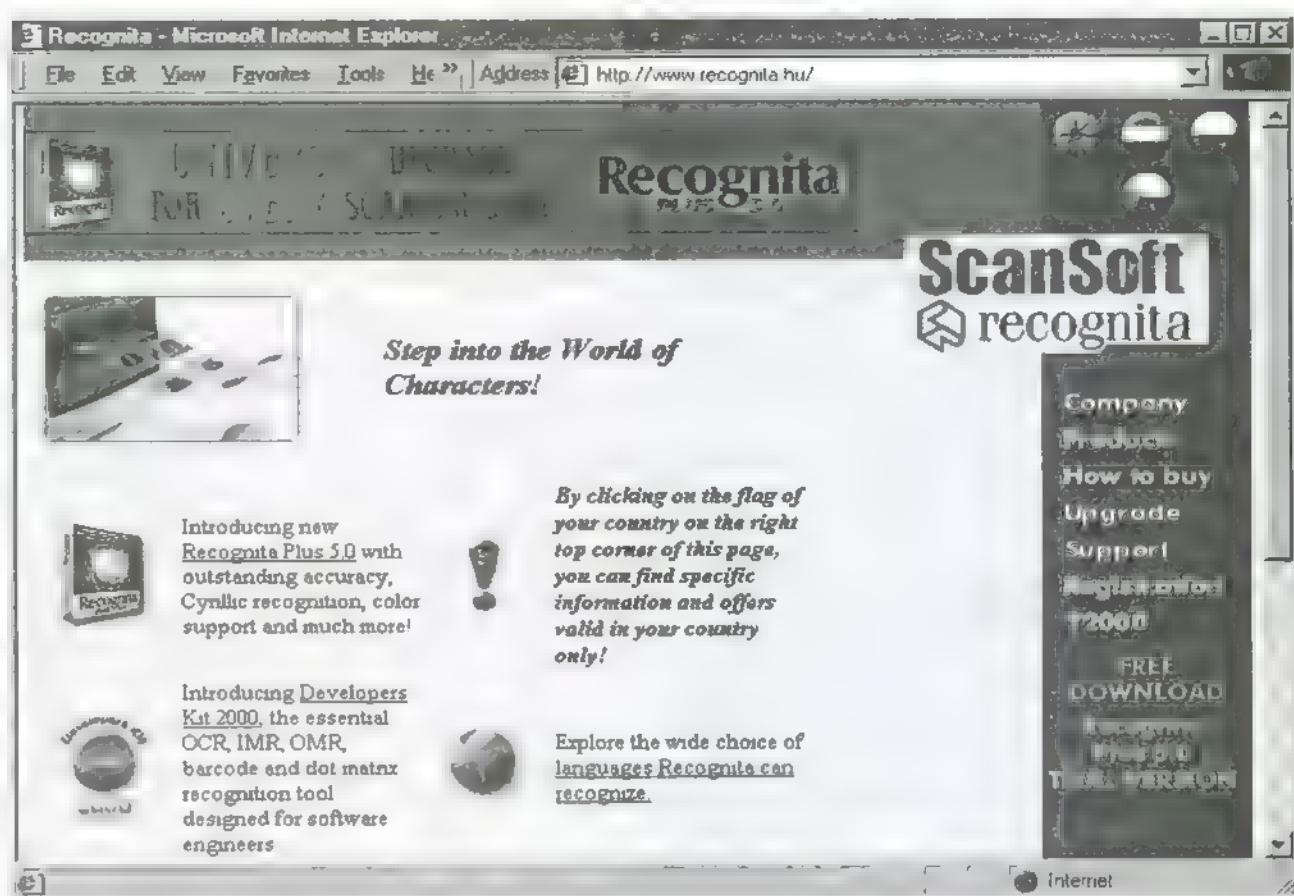 Recognita - Microsoft Internet Explorer
File Edit View Favorites Tools He » Address http://www.recognita.hu/
Recognita
FOR
Recognita
ScanSoft
recognita
Step into the World of
Characters!
Company
How to buy
Upgrade
Support
Y2000
FREE
DOWNLOAD
Introducing new
Recognita Plus 5.0 with
outstanding accuracy,
Cyrillic recognition, color
support and much more!
Recognita
By clicking on the flag of
your country on the right
top corner of this page,
you can find specific
information and offers
valid in your country
only!
Introducing Developers
Kit 2000, the essential
OCR, IMR, OMR,
barcode and dot matrix
recognition tool
designed for software
engineers
Explore the wide choice of
languages Recognita can
recognize.
Internet